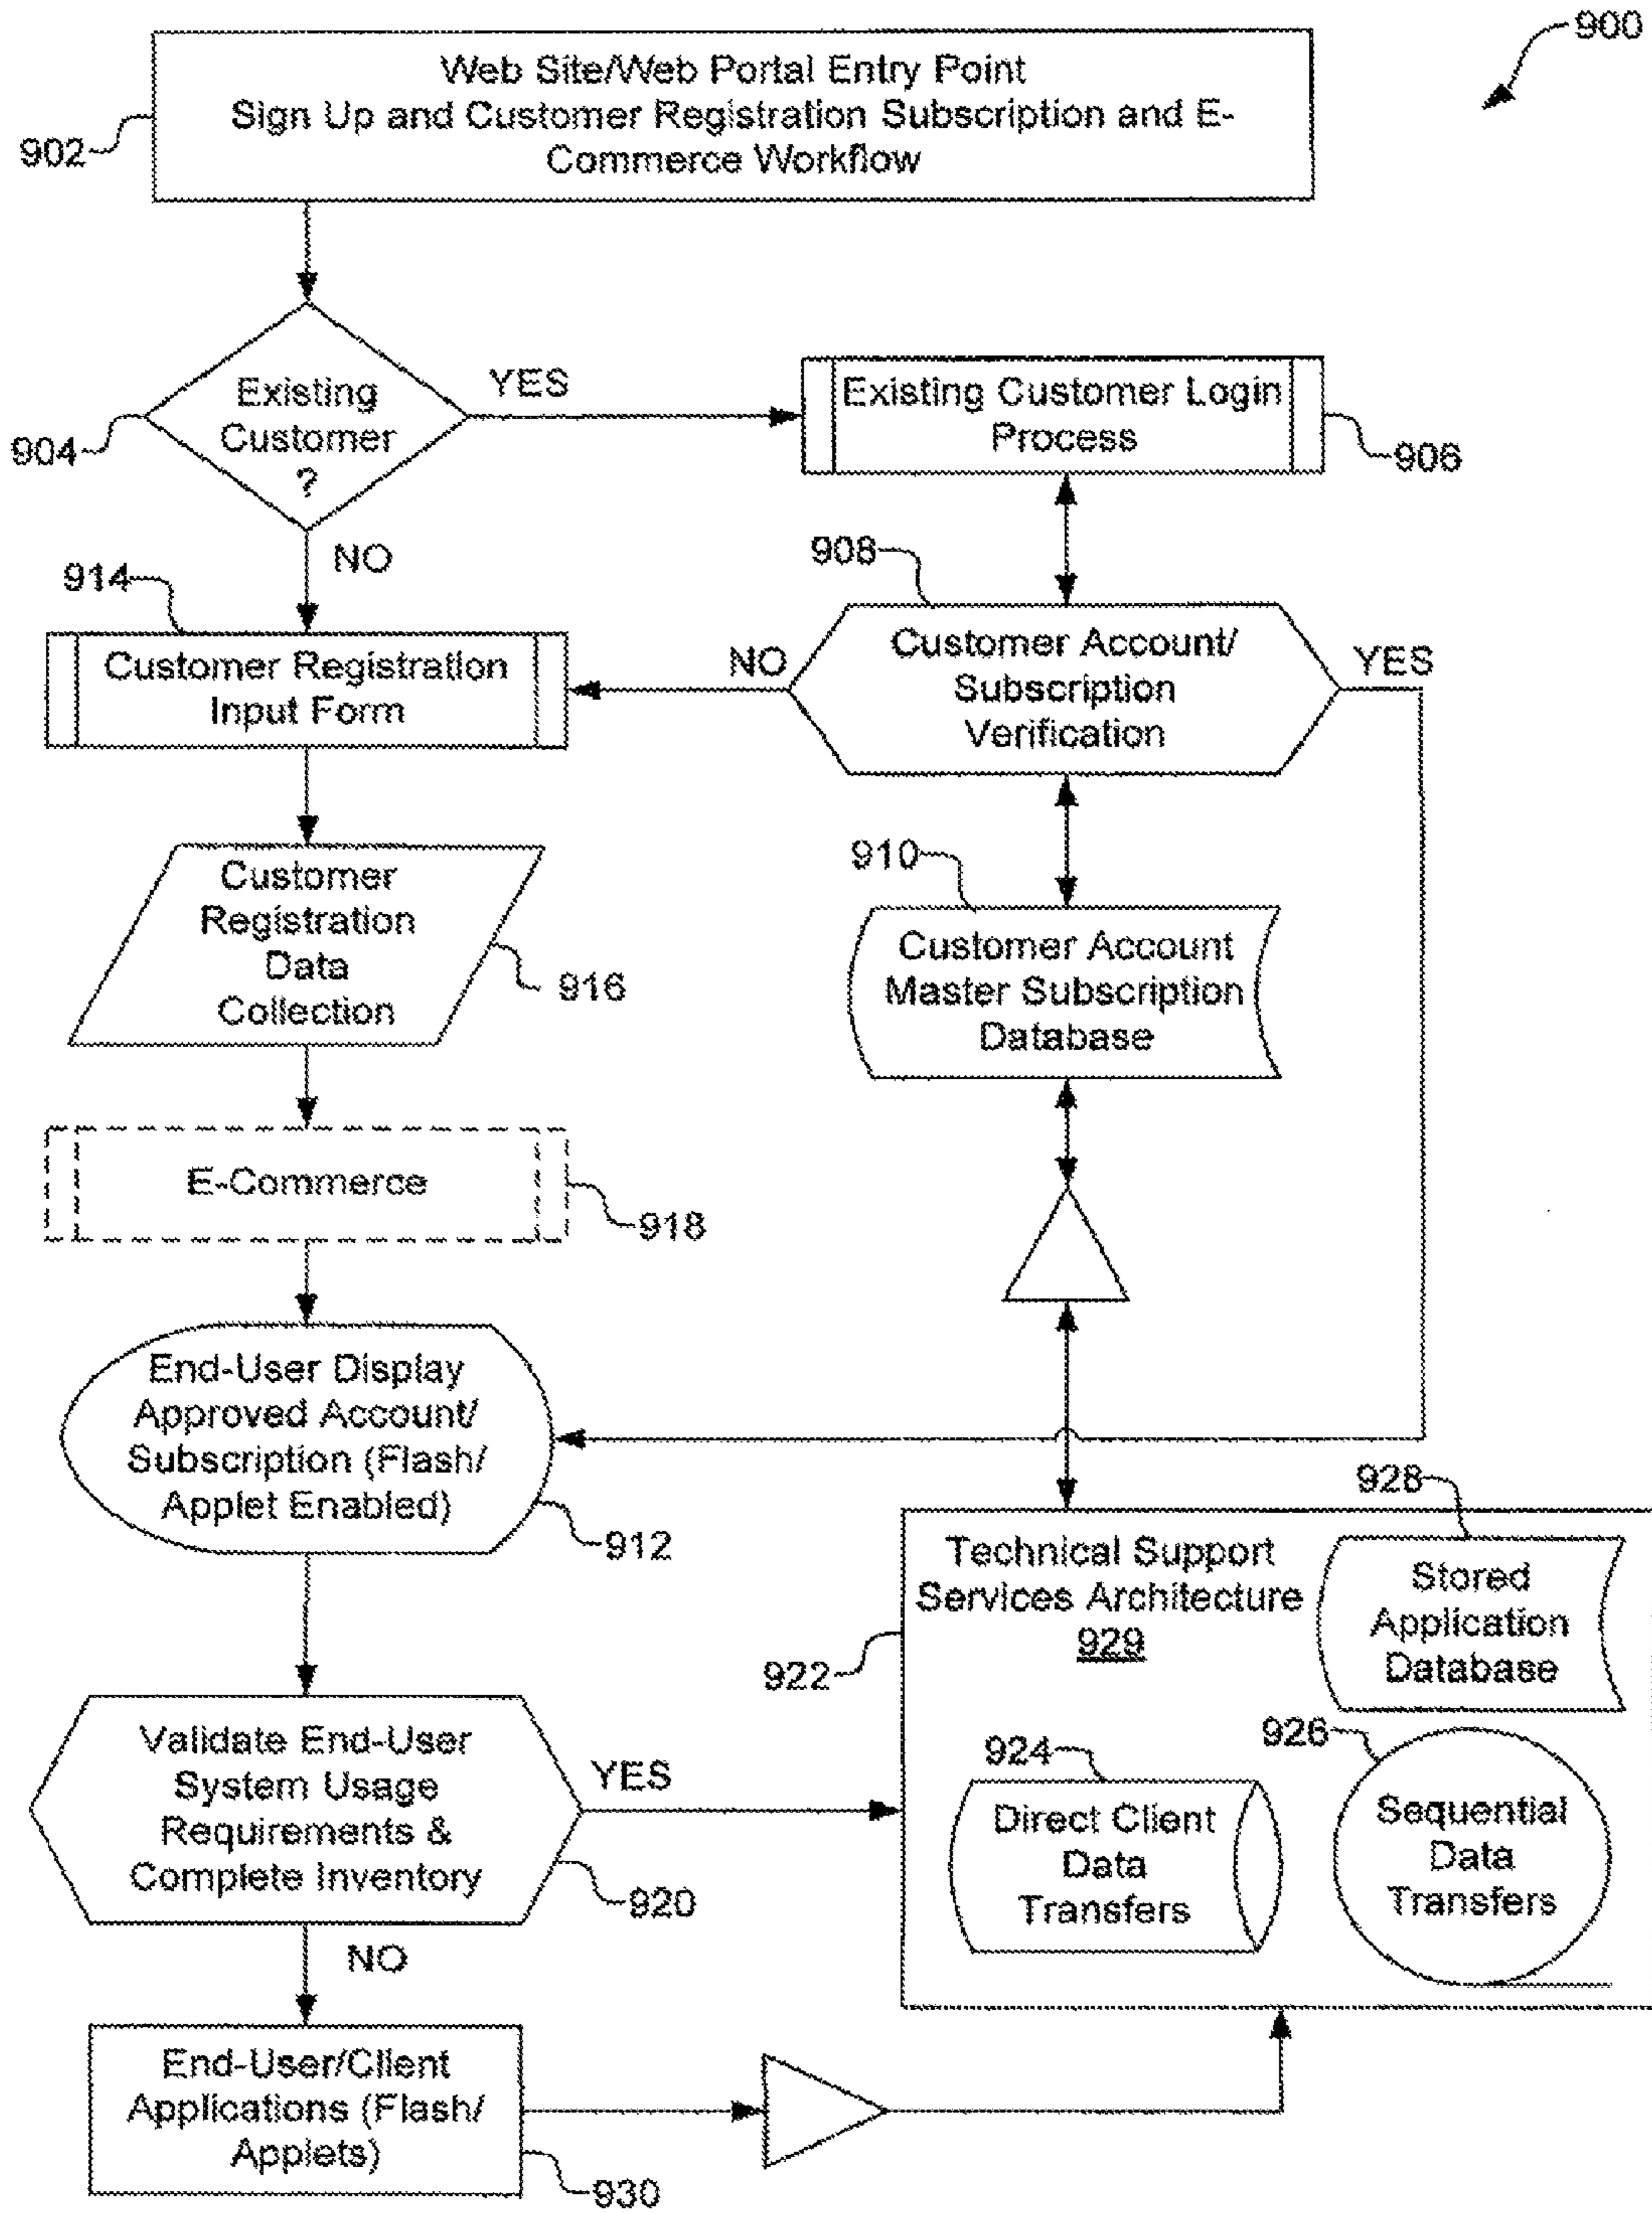 900
Web Site/Web Portal Entry Point
Sign Up and Customer Registration Subscription and E-
Commerce Workflow
902
Existing
Customer
?
904
YES
NO
Existing Customer Login
Process
906
908
Customer Account/
Subscription
Verification
NO
YES
914
Customer Registration
Input Form
Customer
Registration
Data
Collection
916
910
Customer Account
Master Subscription
Database
E-Commerce
918
End-User Display
Approved Account/
Subscription (Flash/
Applet Enabled)
912
Validate End-User
System Usage
Requirements &
Complete Inventory
920
YES
NO
922
Technical Support
Services Architecture
929
928
Stored
Application
Database
924
Direct Client
Data
Transfers
926
Sequential
Data
Transfers
End-User/Client
Applications (Flash/
Applets)
930